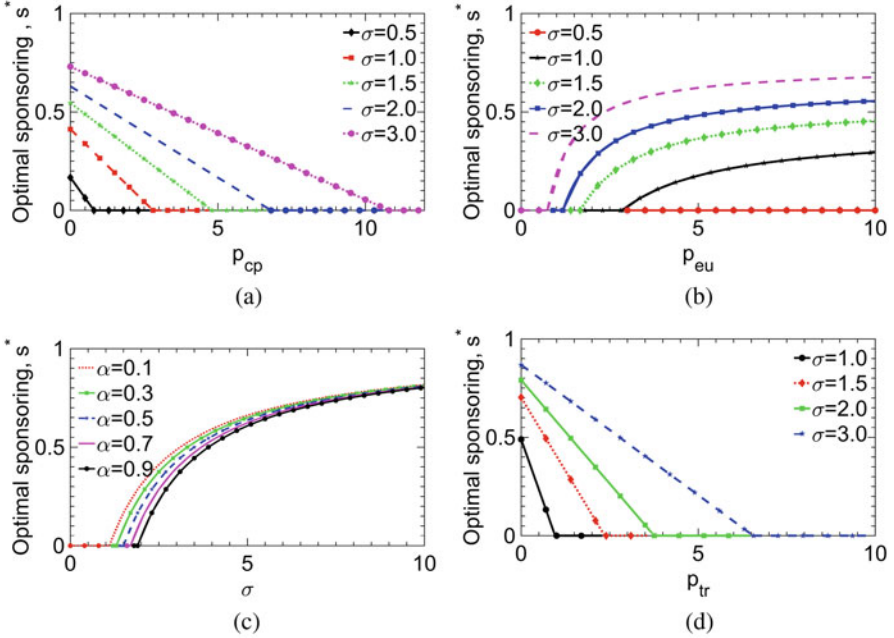 Optimal sponsoring , s*
1
0.5
0
0
5
10
p_cp
σ=0.5
σ=1.0
σ=1.5
σ=2.0
σ=3.0
(a)
Optimal sponsoring, s*
1
0.5
0
0
5
10
p_eu
σ=0.5
σ=1.0
σ=1.5
σ=2.0
σ=3.0
(b)
Optimal sponsoring, s*
1
0.5
0
0
5
10
σ
α=0.1
α=0.3
α=0.5
α=0.7
α=0.9
(c)
Optimal sponsoring, s*
1
0.5
0
0
5
10
p_tr
σ=1.0
σ=1.5
σ=2.0
σ=3.0
(d)